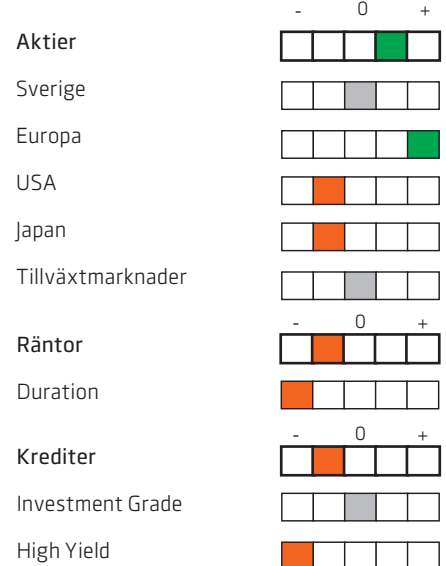 - 0 +
Aktier
Sverige
Europa
USA
Japan
Tillväxtmarknader
- 0 +
Räntor
Duration
- 0 +
Krediter
Investment Grade
High Yield